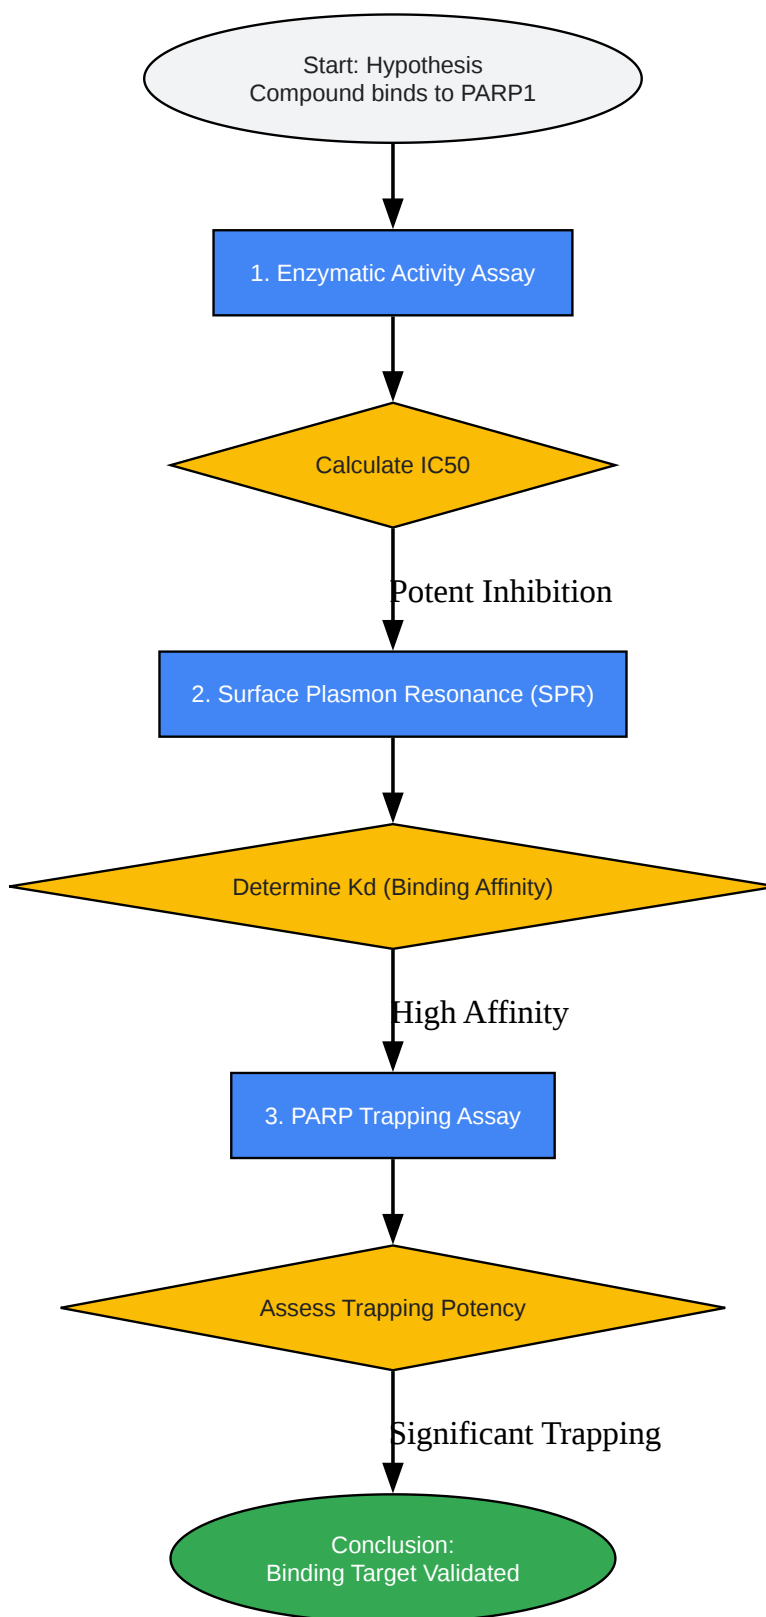 Start: Hypothesis
Compound binds to PARP1
1. Enzymatic Activity Assay
Calculate IC50
Potent Inhibition
2. Surface Plasmon Resonance (SPR)
Determine Kd (Binding Affinity)
High Affinity
3. PARP Trapping Assay
Assess Trapping Potency
Significant Trapping
Conclusion:
Binding Target Validated